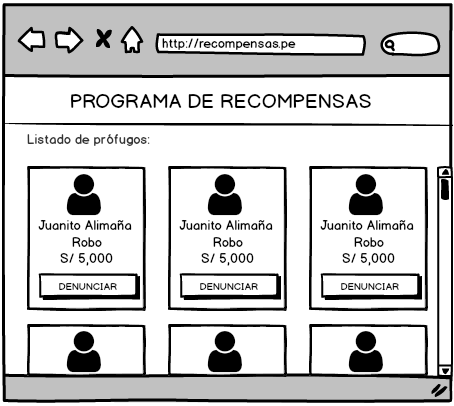 http://recompensas.pe
PROGRAMA DE RECOMPENSAS
Listado de prófugos:
Juanito Alimaña
Robo
S/ 5,000
DENUNCIAR
Juanito Alimaña
Robo
S/ 5,000
DENUNCIAR
Juanito Alimaña
Robo
S/ 5,000
DENUNCIAR